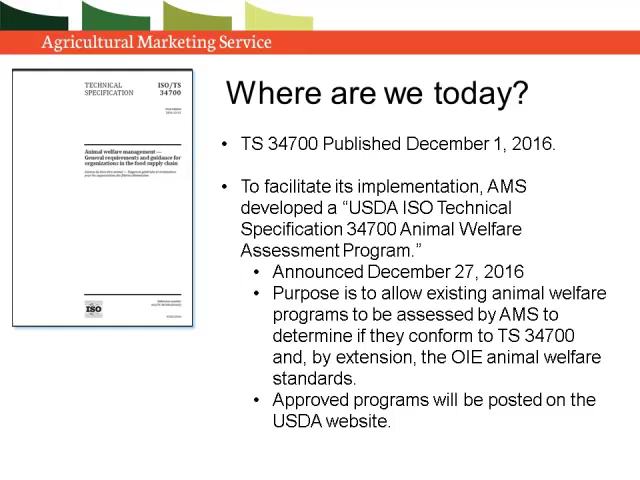 Agricultural Marketing Service
TECHNICAL SPECIFICATION
ISO/TS 34700
Where are we today?
Animal welfare management —
General requirements and guidance for
organizations in the food supply chain
ISO
• TS 34700 Published December 1, 2016.
• To facilitate its implementation, AMS
developed a “USDA ISO Technical
Specification 34700 Animal Welfare
Assessment Program.”
• Announced December 27, 2016
• Purpose is to allow existing animal welfare
programs to be assessed by AMS to
determine if they conform to TS 34700
and, by extension, the OIE animal welfare
standards.
• Approved programs will be posted on the
USDA website.